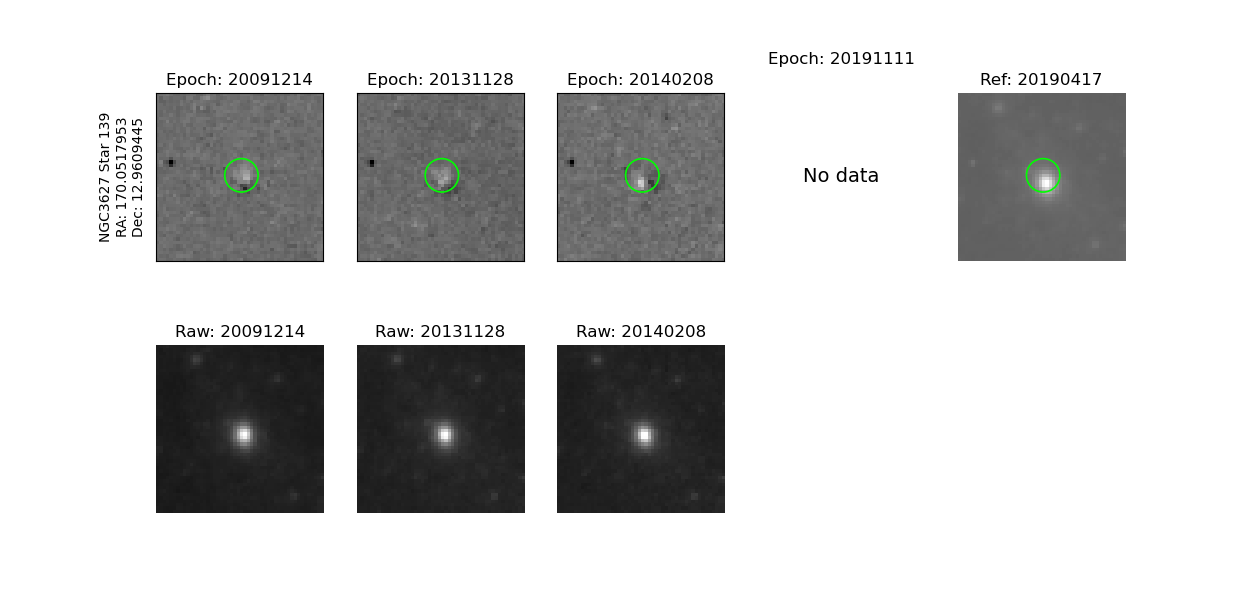 Epoch: 20191111
Epoch: 20091214
Epoch: 20131128
Epoch: 20140208
Ref: 20190417
NGC3627 Star 139
RA: 170.0517953
Dec: 12.9609445
No data
Raw: 20091214
Raw: 20131128
Raw: 20140208